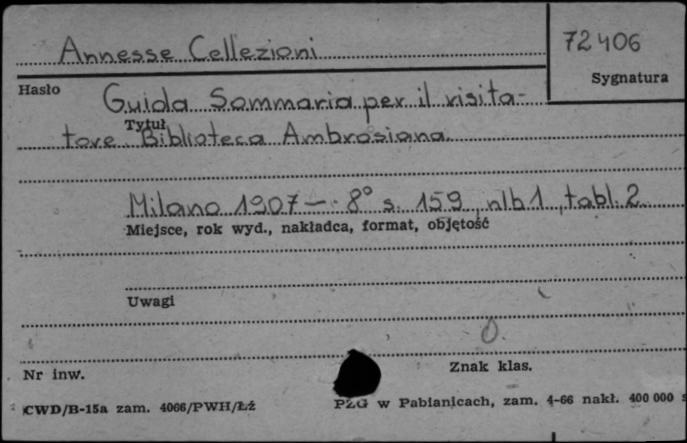 Annesse Cellezioni
72406
Sygnatura
Hasło
Guida Sommaria per il visita-
Tytuł
tore Biblioteca Ambrosiana.
Milano 1907 — 8° s. 159, nlb 1, tabl. 2
Miejsce, rok wyd., nakładca, format, objętość
Uwagi
Nr inw.
Znak klas.
CWD/B-15a zam. 4066/PWH/Łź
PZG w Pabianicach, zam. 4-66 nakł. 400 000 s